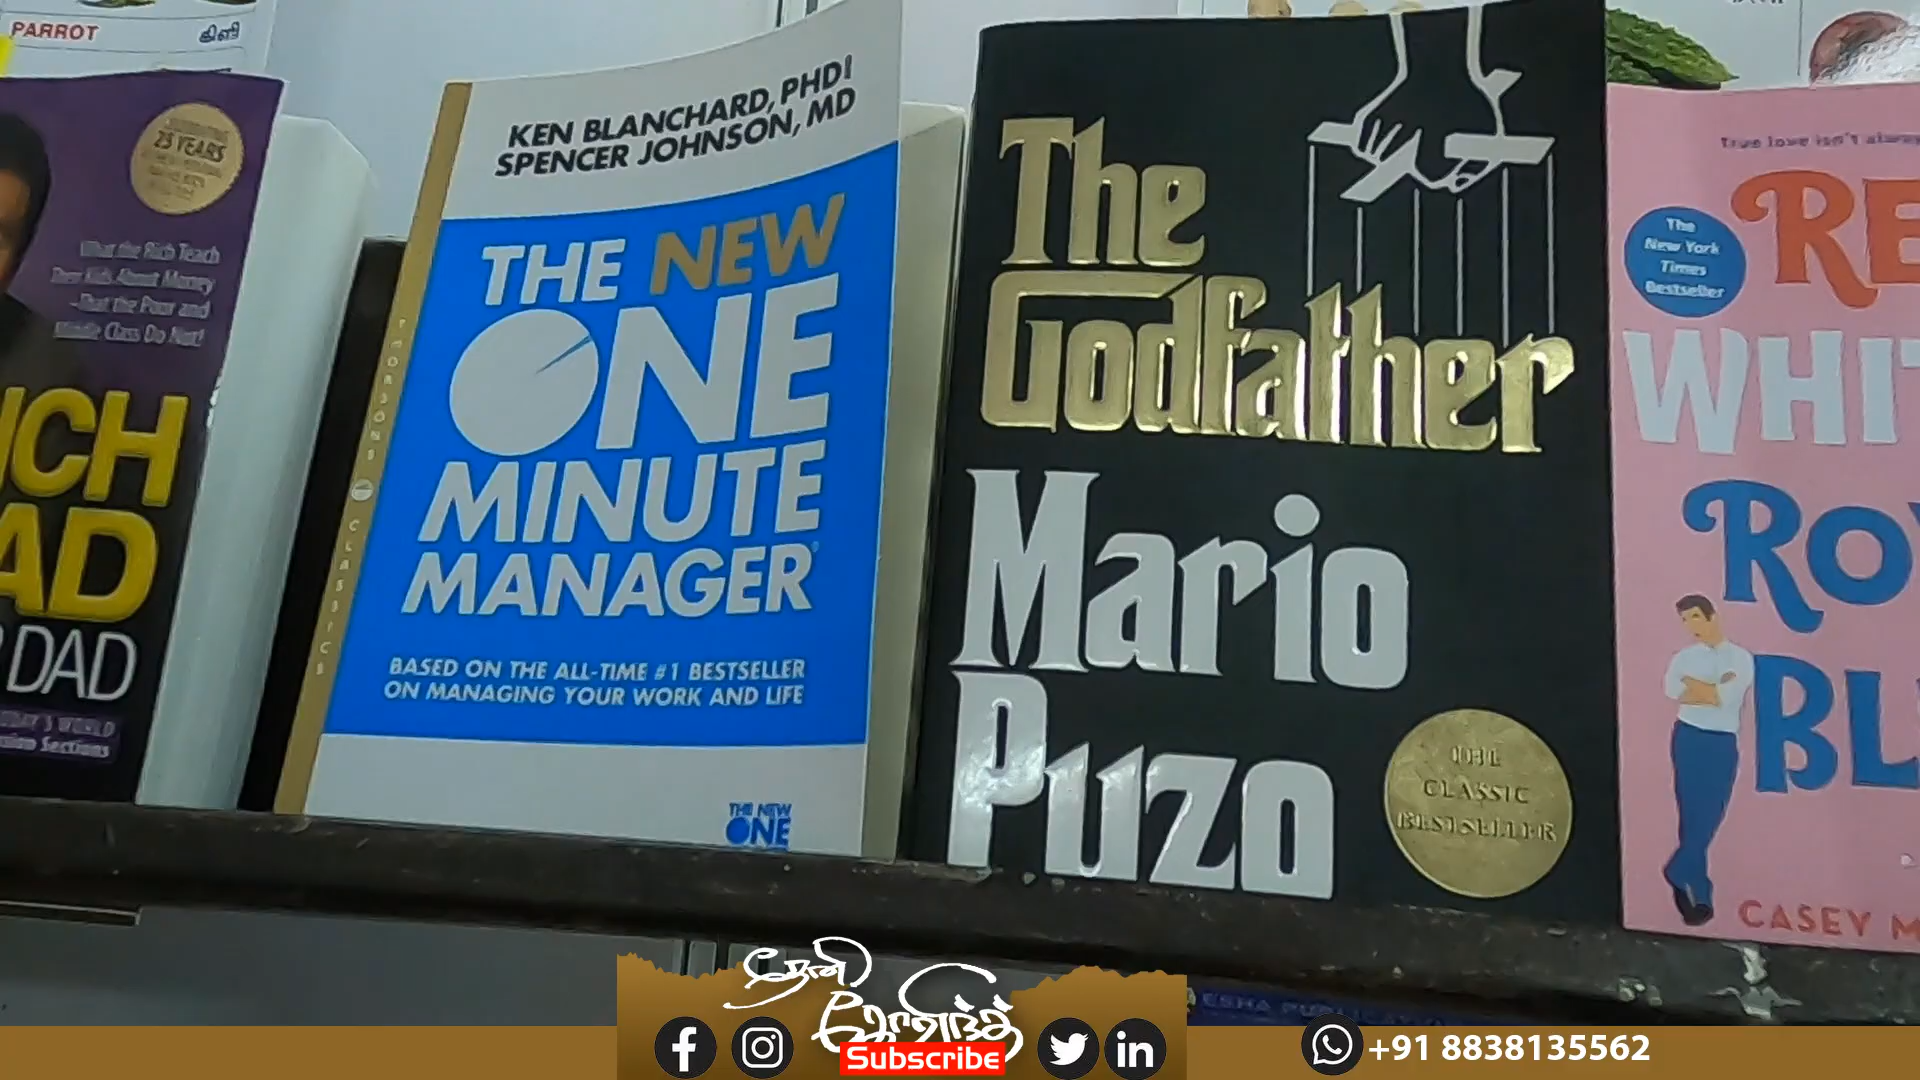 PARROT
கிளி
25 YEARS
What the Rich Teach
Their Kids About Money
-That the Poor and
Middle Class Do Not!
ICH
AD
DAD
KEN BLANCHARD, PHD
SPENCER JOHNSON, MD
THE NEW
ONE
MINUTE
MANAGER
BASED ON THE ALL-TIME #1 BESTSELLER
ON MANAGING YOUR WORK AND LIFE
THE NEW
ONE
THORSONS CLASSICS
The
Godfather
Mario
Puzo
THE
CLASSIC
BESTSELLER
True love isn't always
The
New York
Times
Bestseller
RE
WHIT
ROY
BL
CASEY M
தேனி
Subscribe
+91 8838135562